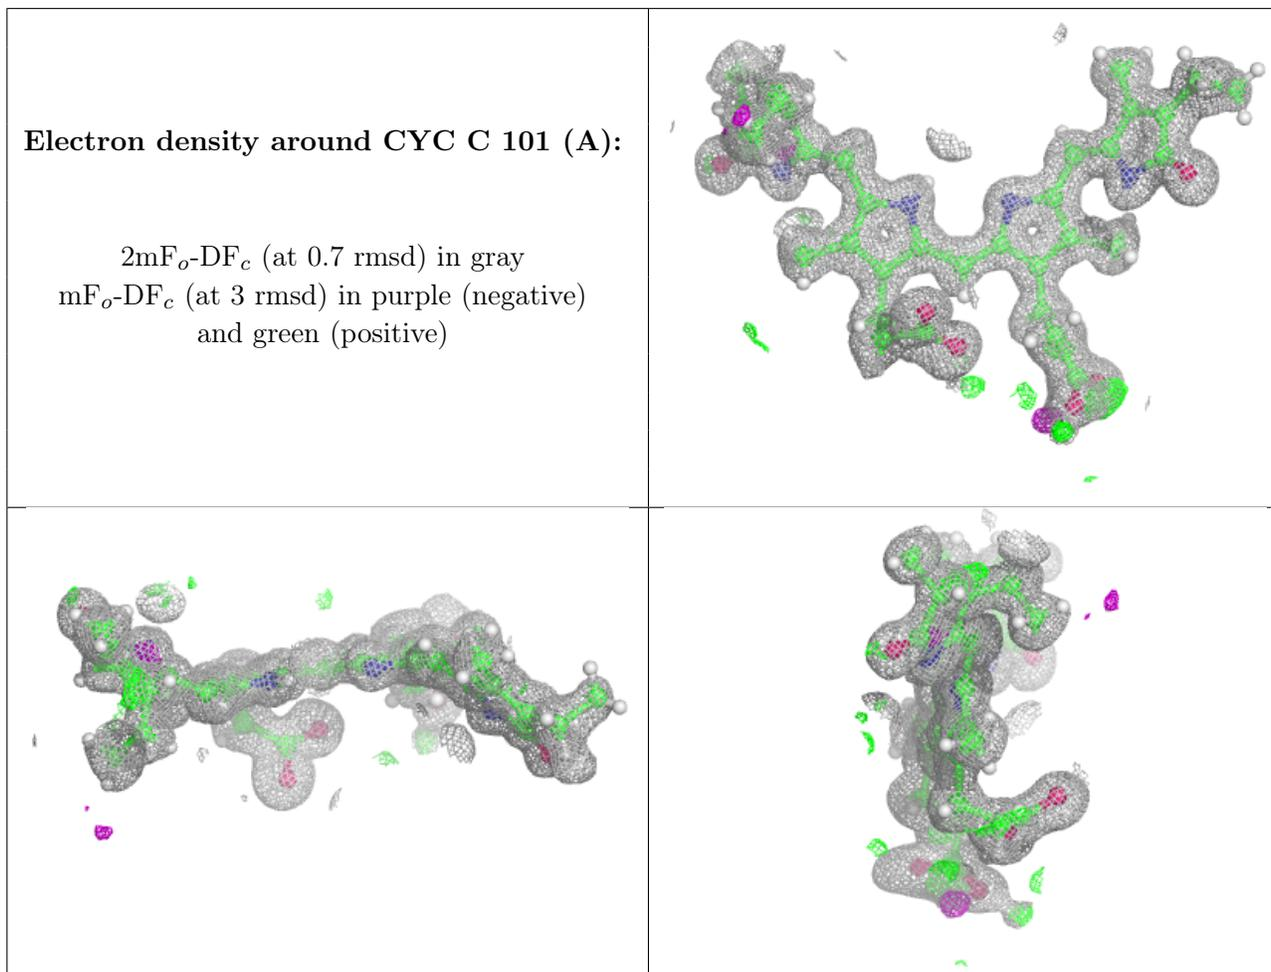 Electron density around CYC C 101 (A):
2mFo-DFc (at 0.7 rmsd) in gray
mFo-DFc (at 3 rmsd) in purple (negative)
and green (positive)